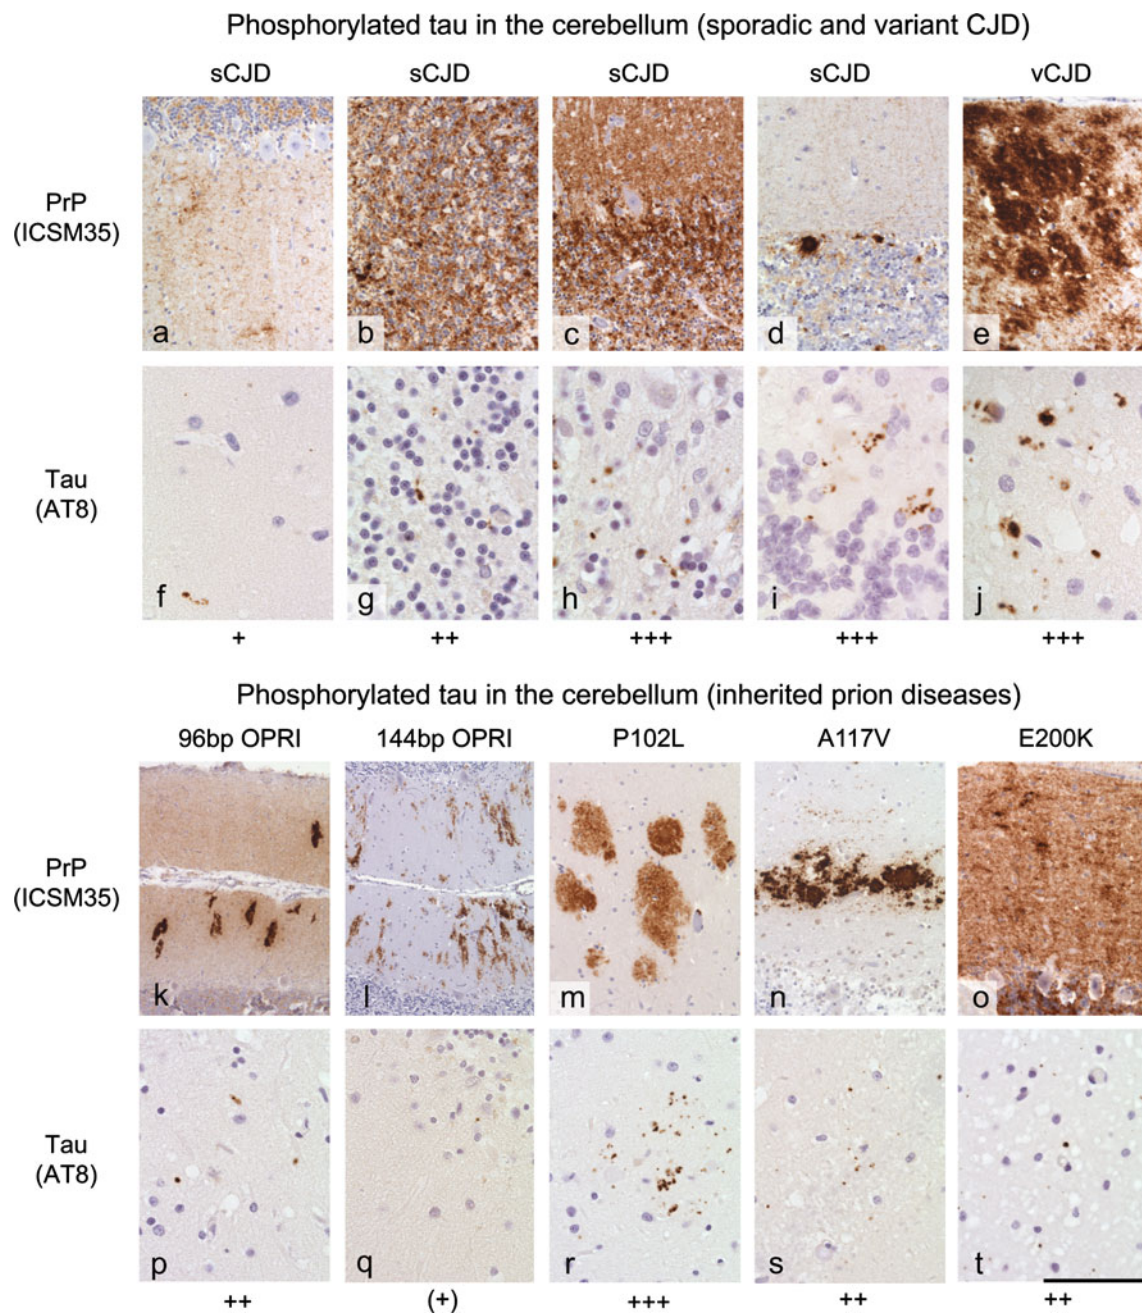 Phosphorylated tau in the cerebellum (sporadic and variant CJD)
sCJD sCJD sCJD sCJD vCJD
PrP
(ICSM35)
a b c d e
Tau
(AT8)
f g h i j
+ ++ +++ +++ +++
Phosphorylated tau in the cerebellum (inherited prion diseases)
96bp OPRI 144bp OPRI P102L A117V E200K
PrP
(ICSM35)
k l m n o
Tau
(AT8)
p q r s t
++ (+) +++ ++ ++